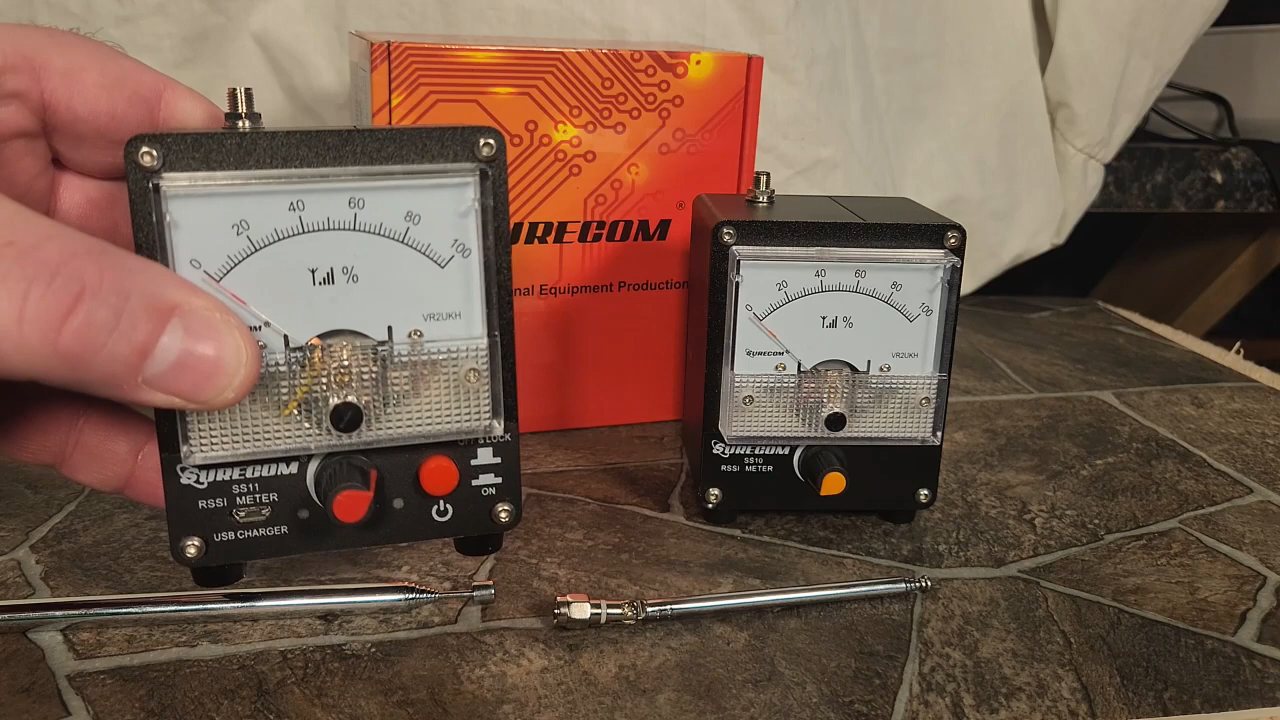 0 20 40 60 80 100
%
VR2UKH
OFF & LOCK
SURECOM
SS11
RSSI METER
USB CHARGER
ON
URECOM ®
nal Equipment Production
0 20 40 60 80 100
%
SURECOM
VR2UKH
SURECOM
SS10
RSSI METER